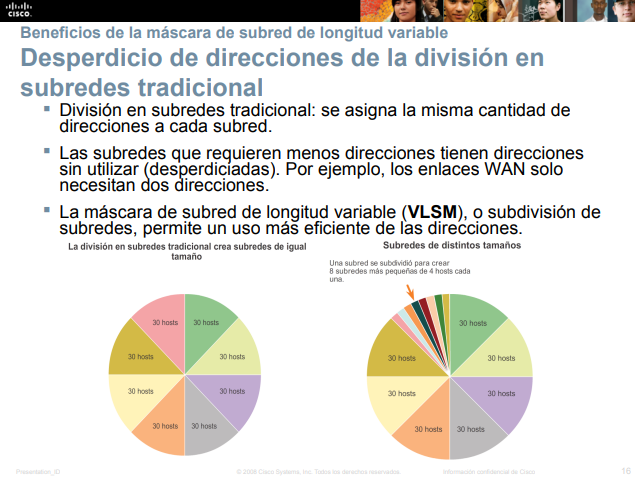 CISCO.
Beneficios de la máscara de subred de longitud variable
Desperdicio de direcciones de la división en
subredes tradicional
División en subredes tradicional: se asigna la misma cantidad de
direcciones a cada subred.
Las subredes que requieren menos direcciones tienen direcciones
sin utilizar (desperdiciadas). Por ejemplo, los enlaces WAN solo
necesitan dos direcciones.
La máscara de subred de longitud variable (VLSM), o subdivisión de
subredes, permite un uso más eficiente de las direcciones.
La división en subredes tradicional crea subredes de igual
tamaño
30 hosts
30 hosts
30 hosts
30 hosts
30 hosts
30 hosts
30 hosts
30 hosts
Subredes de distintos tamaños
Una subred se subdividió para crear
8 subredes más pequeñas de 4 hosts cada
una.
30 hosts
30 hosts
30 hosts
30 hosts
30 hosts
30 hosts
30 hosts
Presentation_ID
© 2008 Cisco Systems, Inc. Todos los derechos reservados.
Información confidencial de Cisco
16